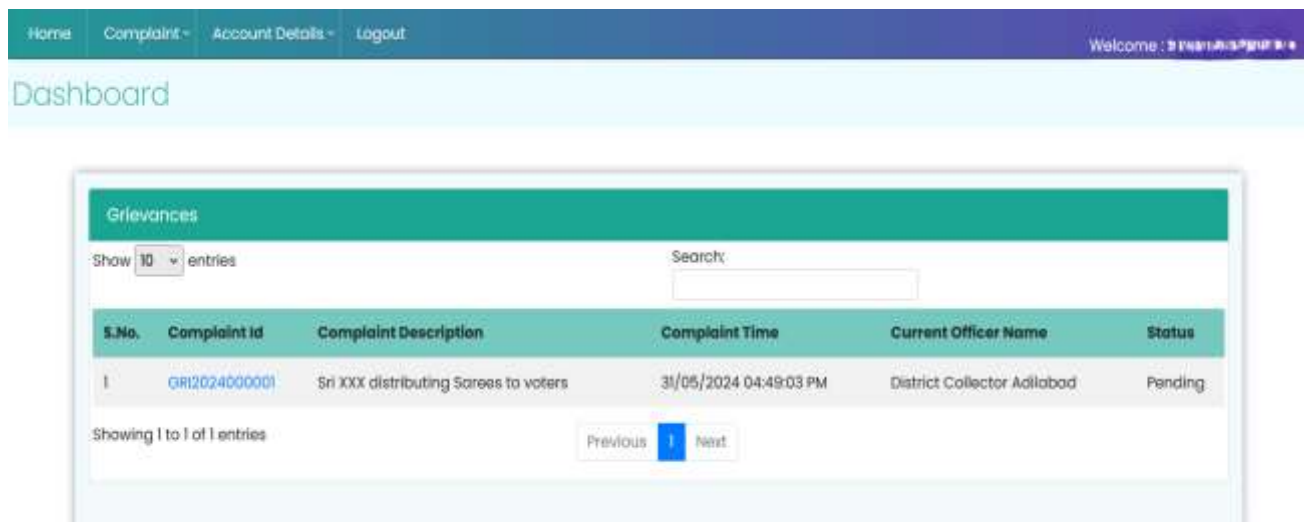 Home Complaint Account Details Logout
Welcome :
Dashboard
Grievances
Show 10 entries
Search:
S.No. Complaint Id Complaint Description Complaint Time Current Officer Name Status
1 GRI2024000001 Sri XXX distributing Sarees to voters 31/05/2024 04:49:03 PM District Collector Adilabad Pending
Showing 1 to 1 of 1 entries
Previous 1 Next